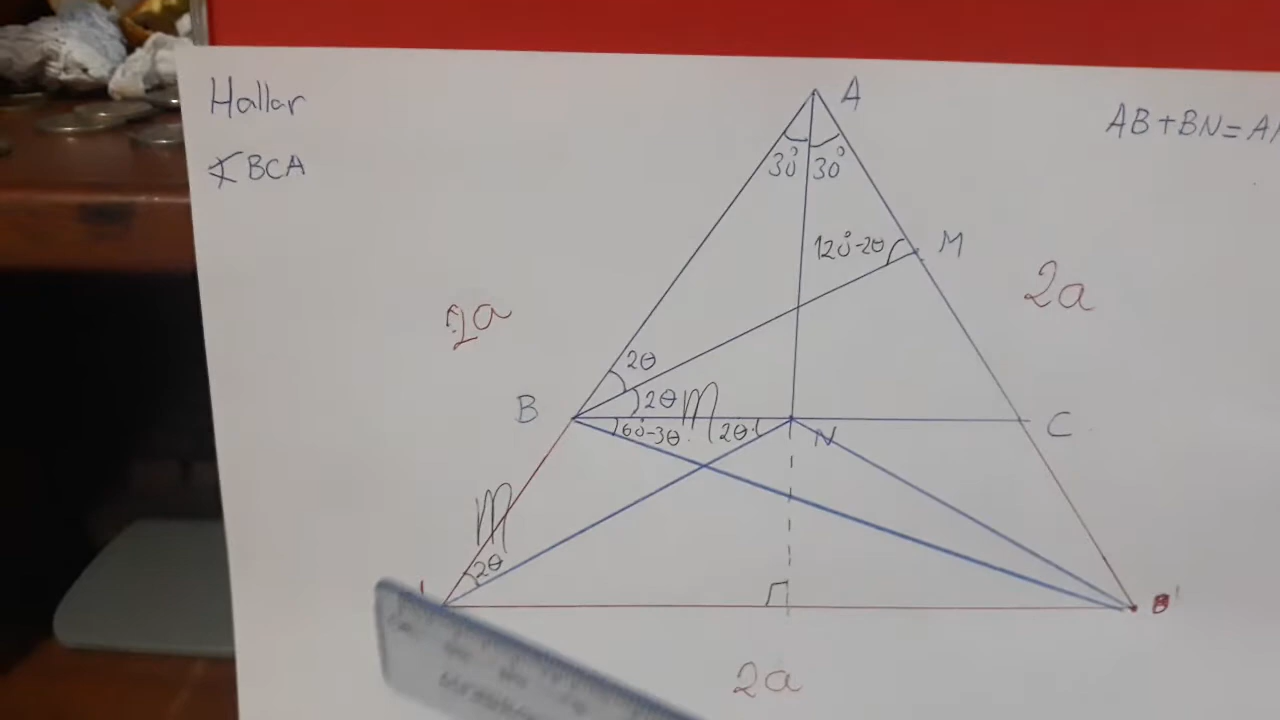 Hallar
∢BCA
A
AB+BN=A
30° 30°
120°-2θ
M
2a
2a
2θ
B
2θ
m
60°-3θ
2θ
N
C
m
2θ
B'
2a